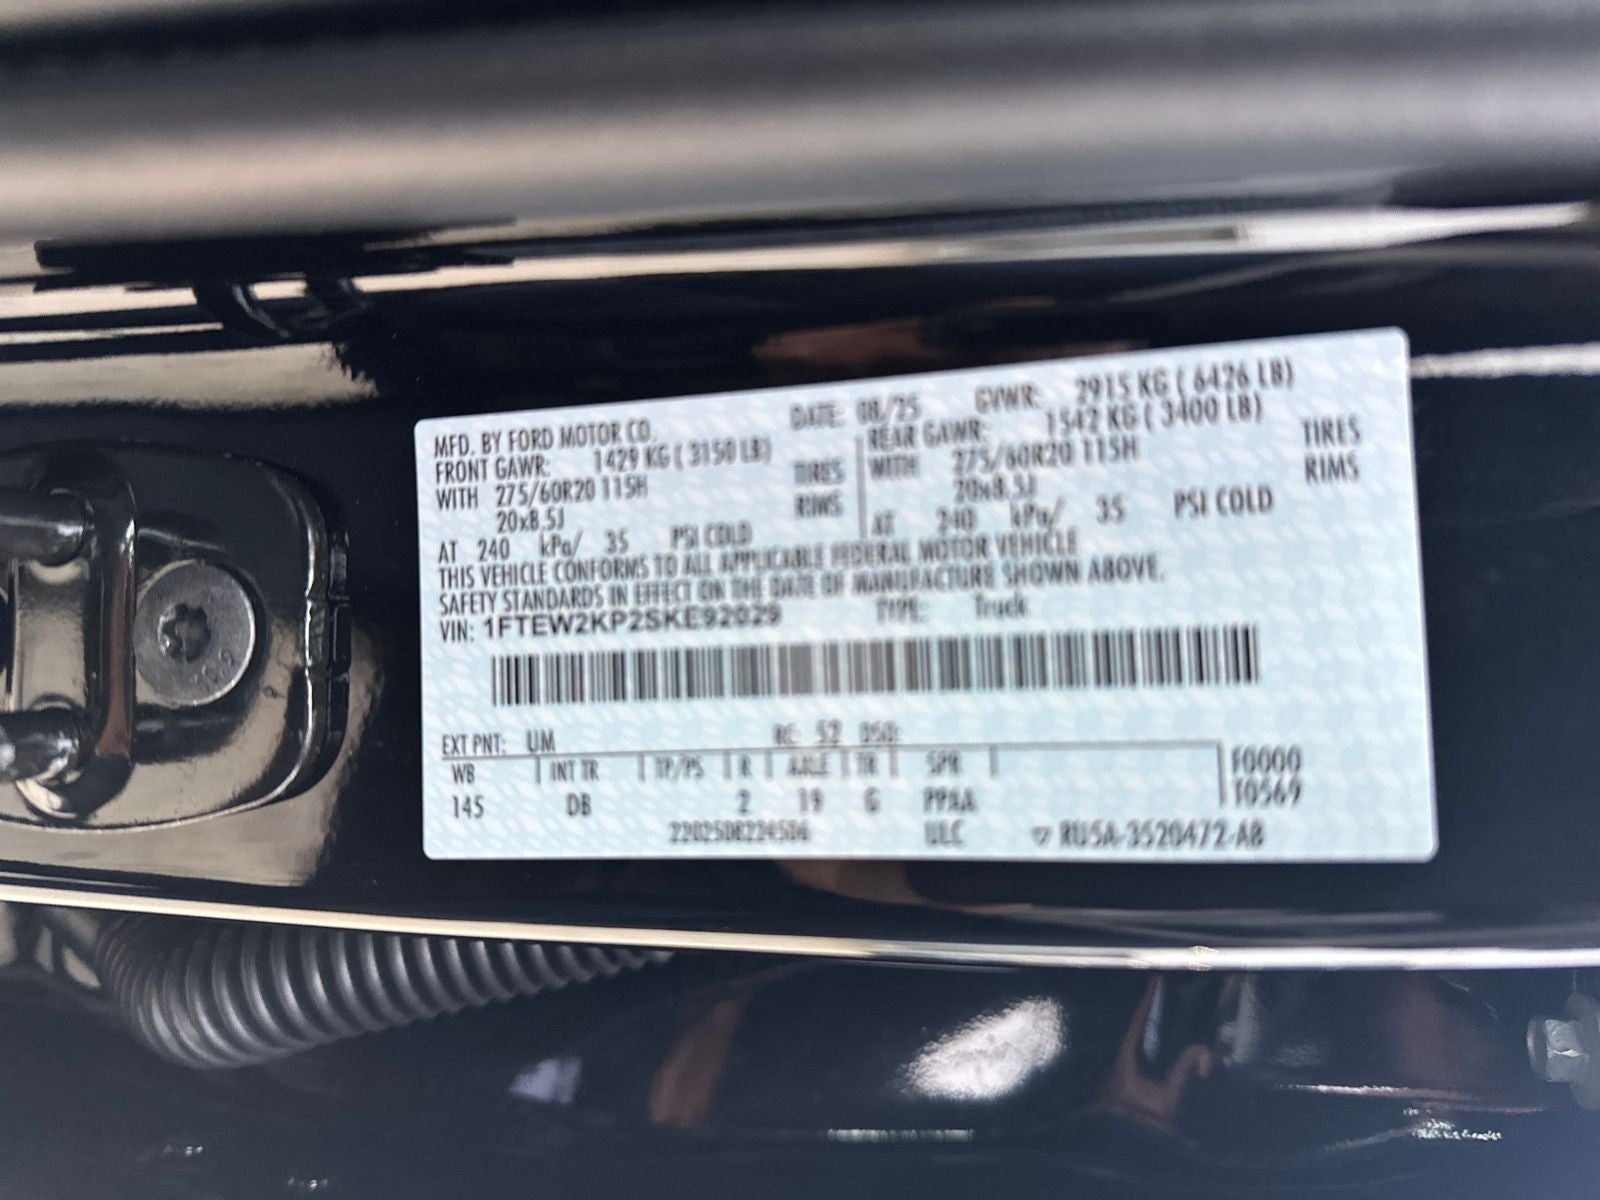 MFD. BY FORD MOTOR CO. DATE: 08/25 GVWR: 2915 KG ( 6426 LB)
FRONT GAWR: 1429 KG ( 3150 LB) REAR GAWR: 1542 KG ( 3400 LB)
WITH 275/60R20 115H TIRES WITH 275/60R20 115H TIRES
20x8.5J RIMS 20x8.5J RIMS
AT 240 kPa/ 35 PSI COLD AT 240 kPa/ 35 PSI COLD
THIS VEHICLE CONFORMS TO ALL APPLICABLE FEDERAL MOTOR VEHICLE
SAFETY STANDARDS IN EFFECT ON THE DATE OF MANUFACTURE SHOWN ABOVE.
VIN: 1FTEW2KP2SKE92029 TYPE: Truck
EXT PNT: UM RC: 52 DSO:
WB INT TR TP/PS R AXLE TR SPR F0000
145 DB 2 19 G PPAA T0569
ULC RU5A-3520472-AB